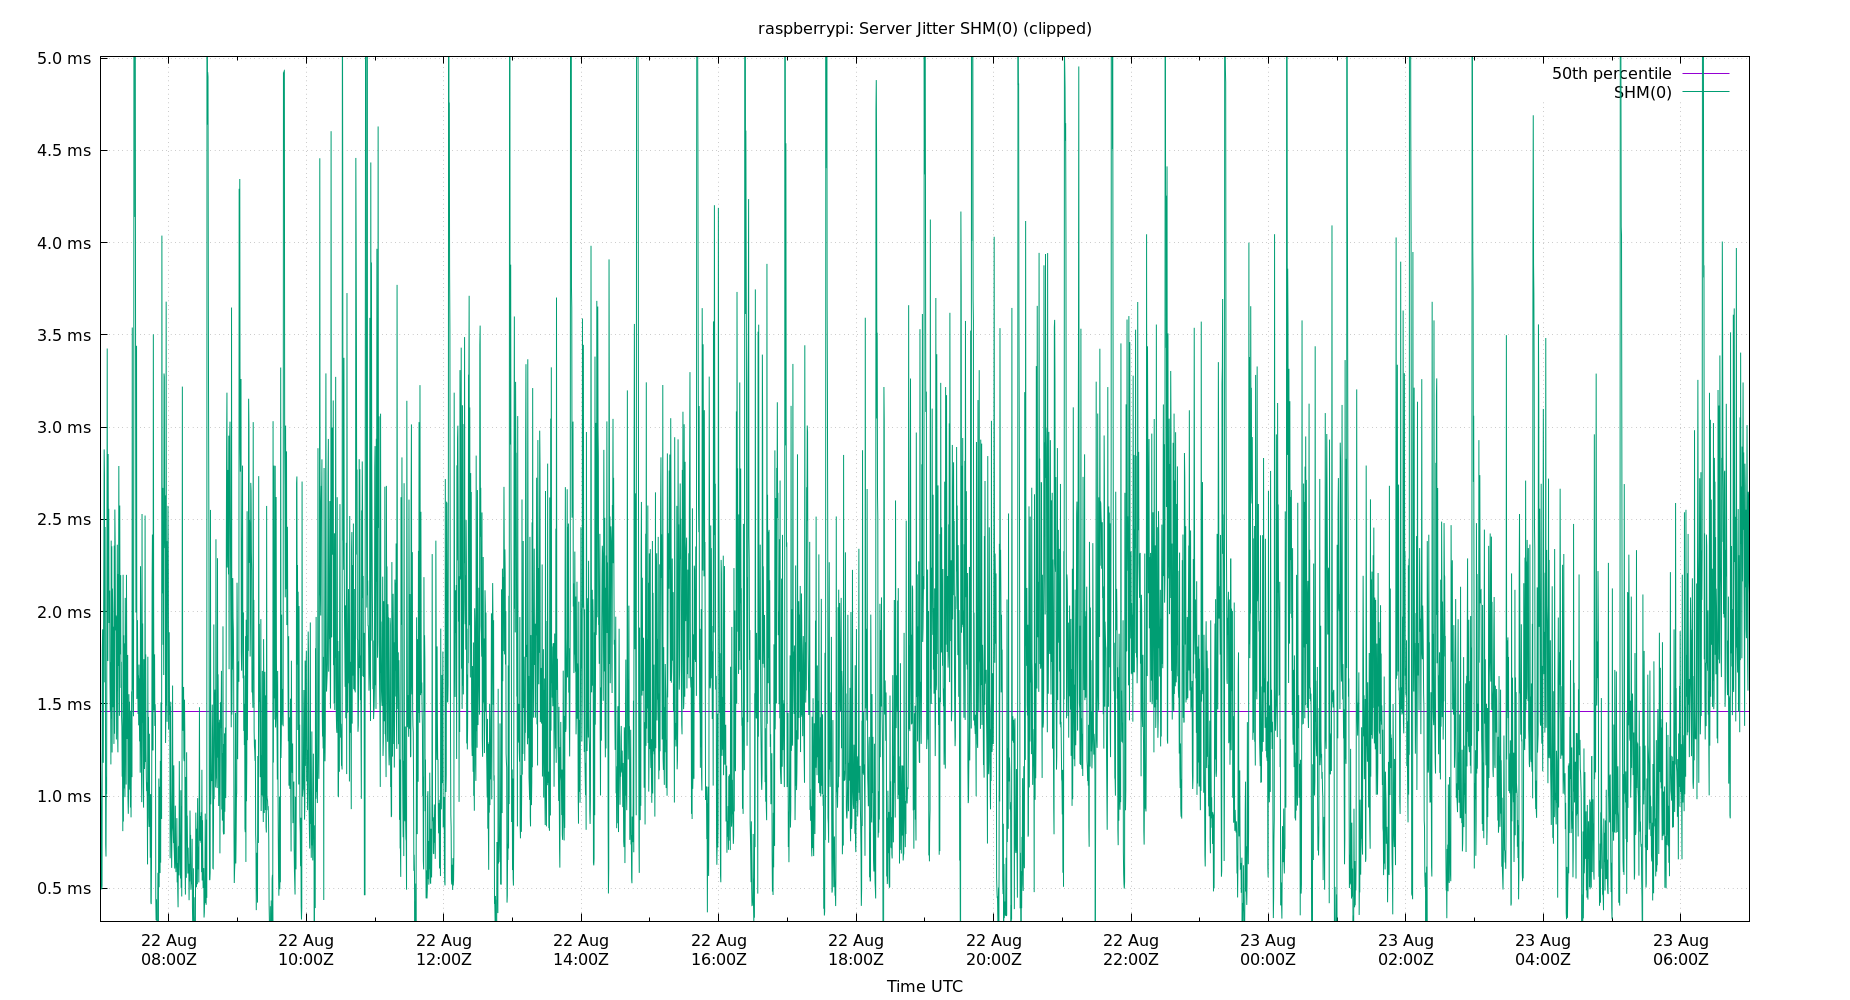 raspberrypi: Server Jitter SHM(0) (clipped)
5.0 ms
4.5 ms
4.0 ms
3.5 ms
3.0 ms
2.5 ms
2.0 ms
1.5 ms
1.0 ms
0.5 ms
50th percentile
SHM(0)
22 Aug 22 Aug 22 Aug 22 Aug 22 Aug 22 Aug 22 Aug 22 Aug 23 Aug 23 Aug 23 Aug 23 Aug
08:00Z 10:00Z 12:00Z 14:00Z 16:00Z 18:00Z 20:00Z 22:00Z 00:00Z 02:00Z 04:00Z 06:00Z
Time UTC